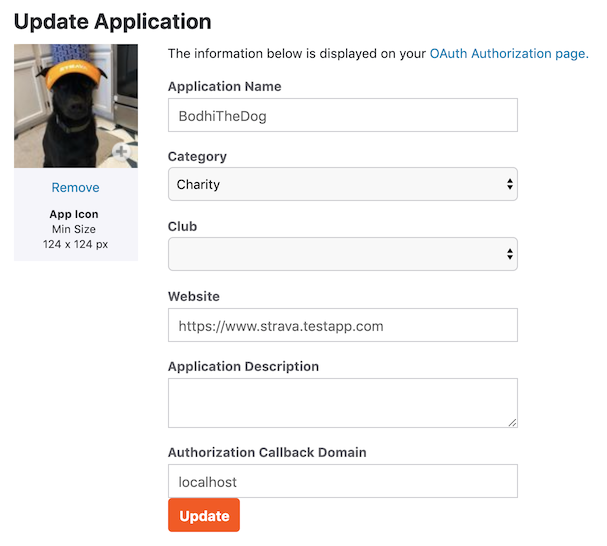 Update Application
The information below is displayed on your OAuth Authorization page.
STRAVA
Remove
App Icon
Min Size
124 x 124 px
Application Name
BodhiTheDog
Category
Charity
Club
Website
https://www.strava.testapp.com
Application Description
Authorization Callback Domain
localhost
Update